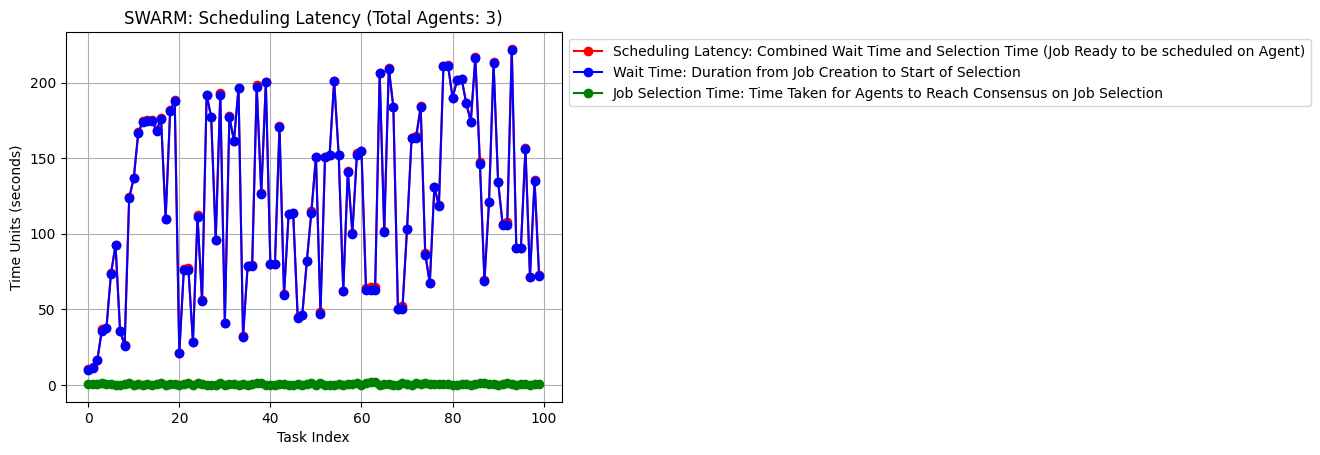 SWARM: Scheduling Latency (Total Agents: 3)
Scheduling Latency: Combined Wait Time and Selection Time (Job Ready to be scheduled on Agent)
Wait Time: Duration from Job Creation to Start of Selection
Job Selection Time: Time Taken for Agents to Reach Consensus on Job Selection
Time Units (seconds)
200
150
100
50
0
0 20 40 60 80 100
Task Index